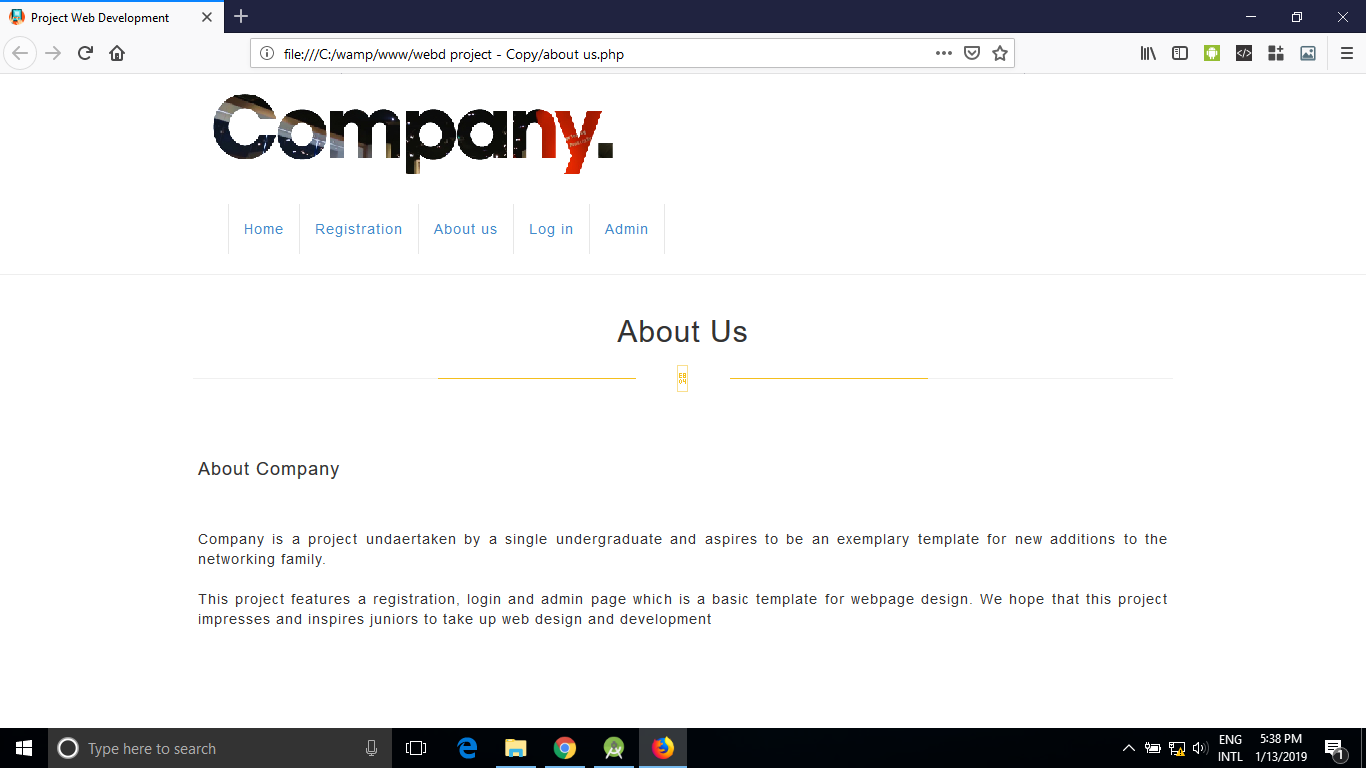 Project Web Development
file:///C:/wamp/www/webd project - Copy/about us.php
Company.
Home
Registration
About us
Log in
Admin
About Us
About Company
Company is a project undaertaken by a single undergraduate and aspires to be an exemplary template for new additions to the
networking family.
This project features a registration, login and admin page which is a basic template for webpage design. We hope that this project
impresses and inspires juniors to take up web design and development
Type here to search
ENG
INTL
5:38 PM
1/13/2019
1